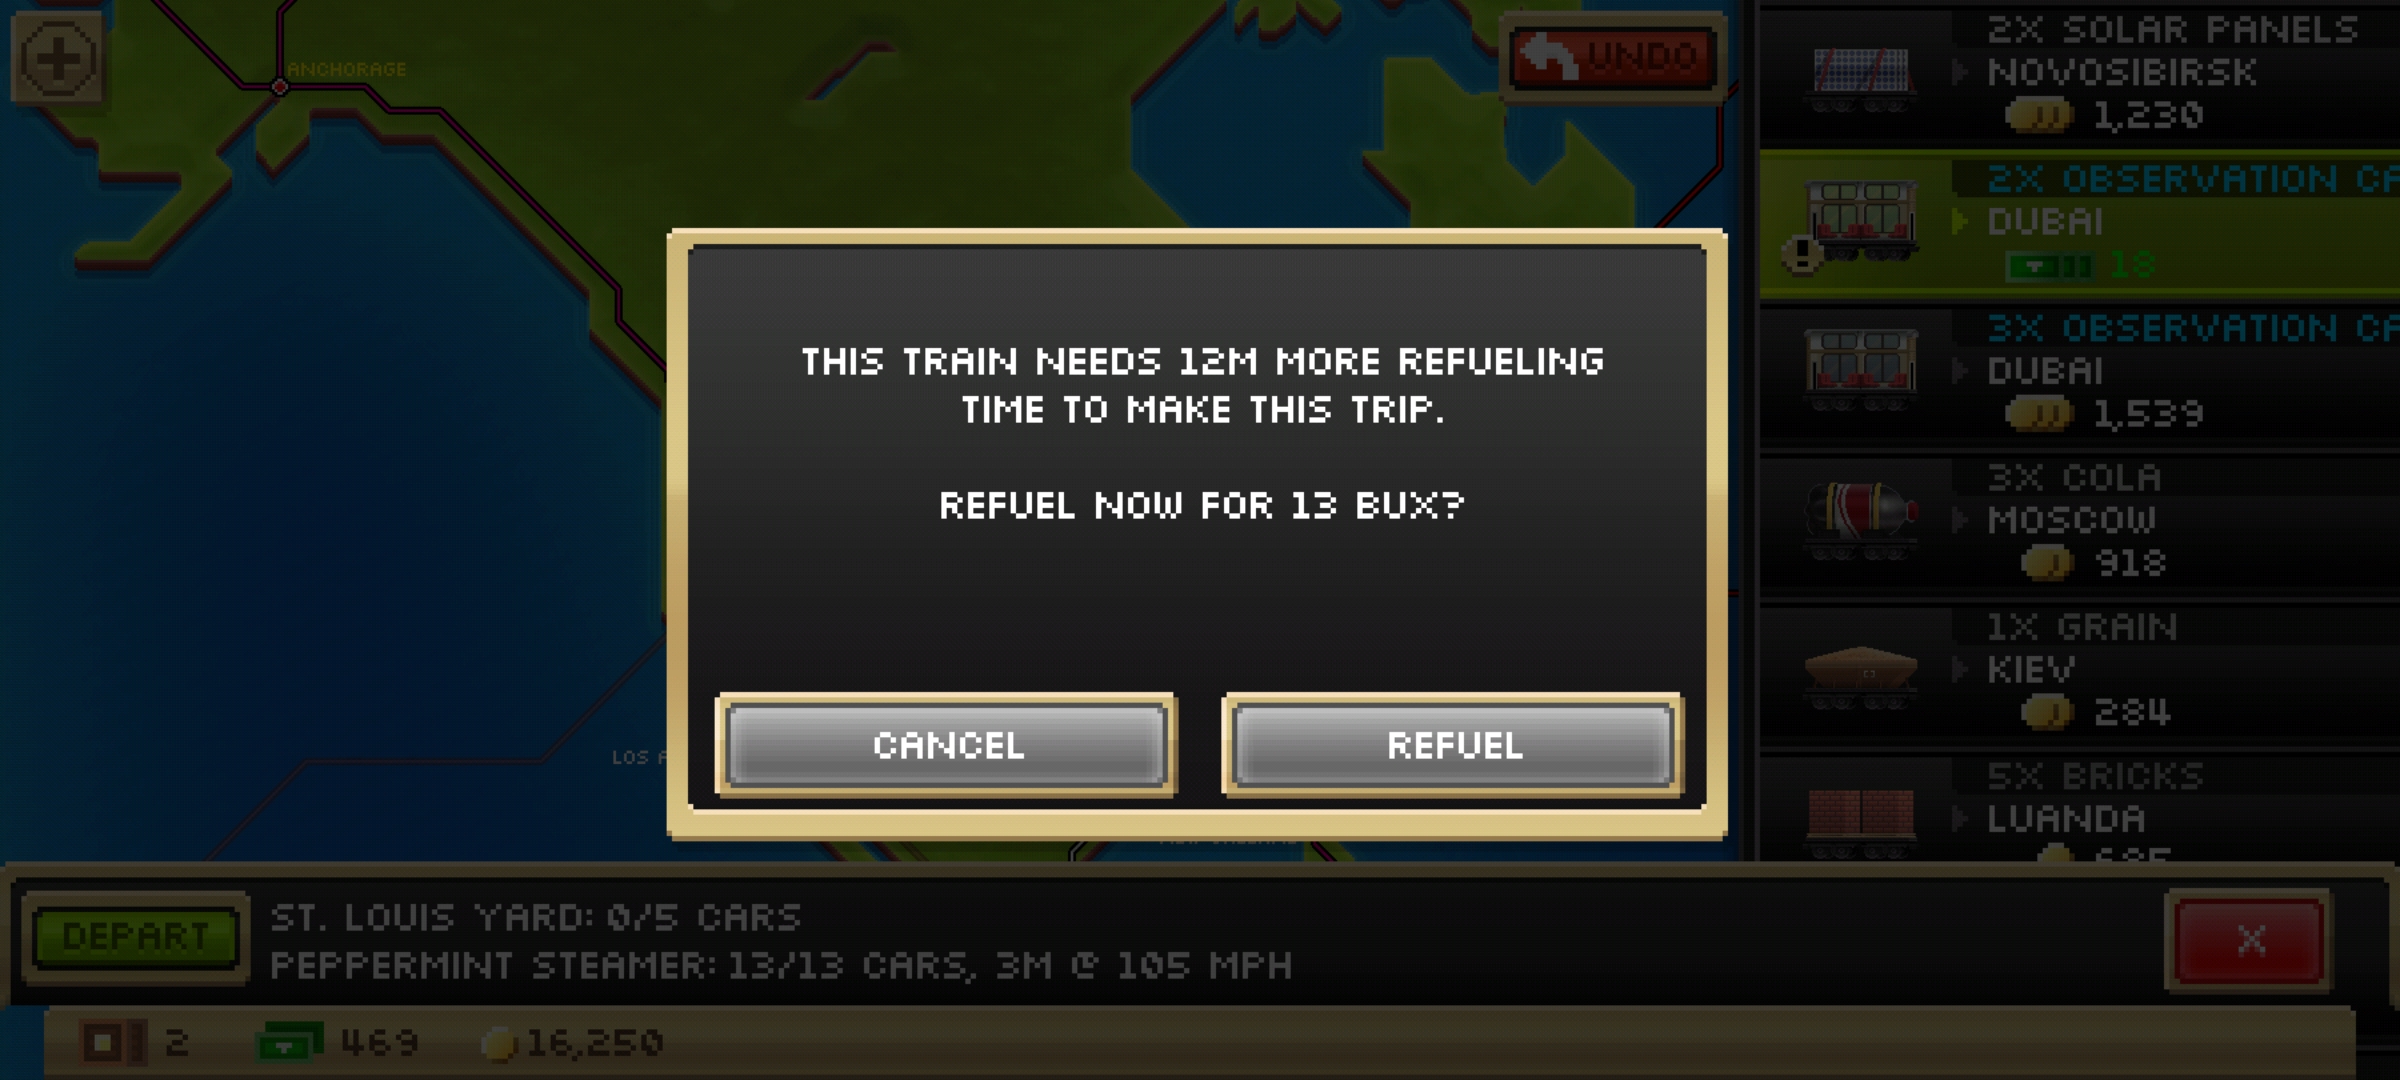 ANCHORAGE
UNDO
2X SOLAR PANELS
NOVOSIBIRSK
1,230
2X OBSERVATION
DUBAI
18
3X OBSERVATION
DUBAI
1,539
3X COLA
MOSCOW
918
1X GRAIN
KIEV
284
5X BRICKS
LUANDA
THIS TRAIN NEEDS 12M MORE REFUELING
TIME TO MAKE THIS TRIP.
REFUEL NOW FOR 13 BUX?
CANCEL
REFUEL
LOS
DEPART
ST. LOUIS YARD: 0/5 CARS
PEPPERMINT STEAMER: 13/13 CARS, 3M @ 105 MPH
X
2
469
16,250